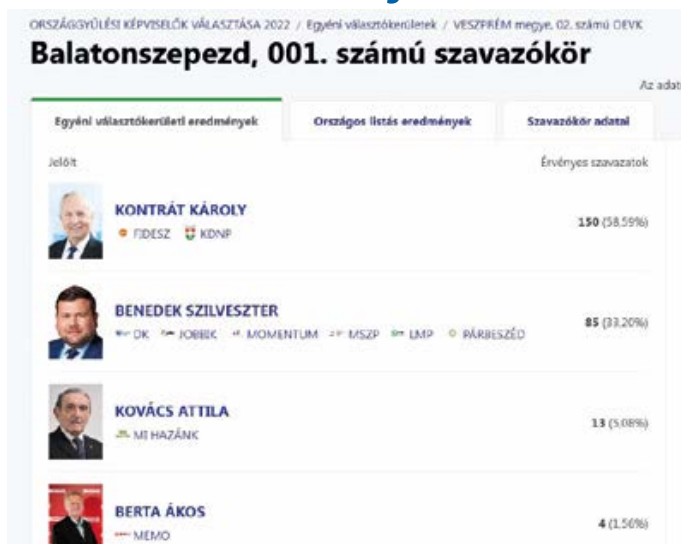 ORSZÁGGYŰLÉSI KÉPVISELŐK VÁLASZTÁSA 2022 / Egyéni választókerületek / VESZPRÉM megye, 02. számú OEVK
Balatonszepezd, 001. számú szavazókör
Az adat
Egyéni választókerületi eredmények Országos listás eredmények Szavazókör adatai
Jelölt Érvényes szavazatok
KONTRÁT KÁROLY
FIDESZ KDNP
150 (58,59%)
BENEDEK SZILVESZTER
DK JOBBIK MOMENTUM MSZP LMP PÁRBESZÉD
85 (33,20%)
KOVÁCS ATTILA
MI HAZÁNK
13 (5,08%)
BERTA ÁKOS
MEMO
4 (1,56%)